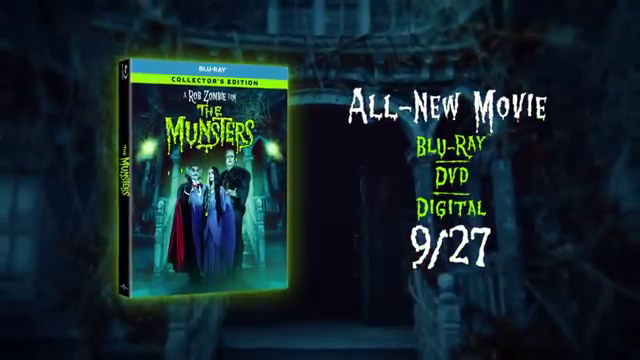 BLU-RAY
COLLECTOR'S EDITION
A ROB ZOMBIE FILM
THE
MUNSTERS
THE MUNSTERS
ALL-NEW MOVIE
BLU-RAY
DVD
DIGITAL
9/27